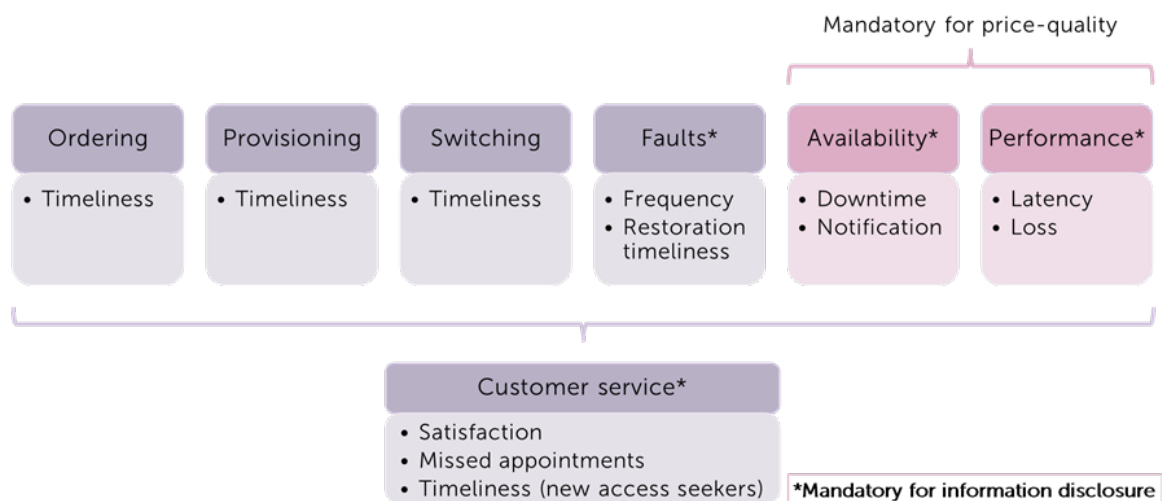 Mandatory for price-quality
Ordering
• Timeliness
Provisioning
• Timeliness
Switching
• Timeliness
Faults*
• Frequency
• Restoration
timeliness
Availability*
• Downtime
• Notification
Performance*
• Latency
• Loss
Customer service*
• Satisfaction
• Missed appointments
• Timeliness (new access seekers)
*Mandatory for information disclosure